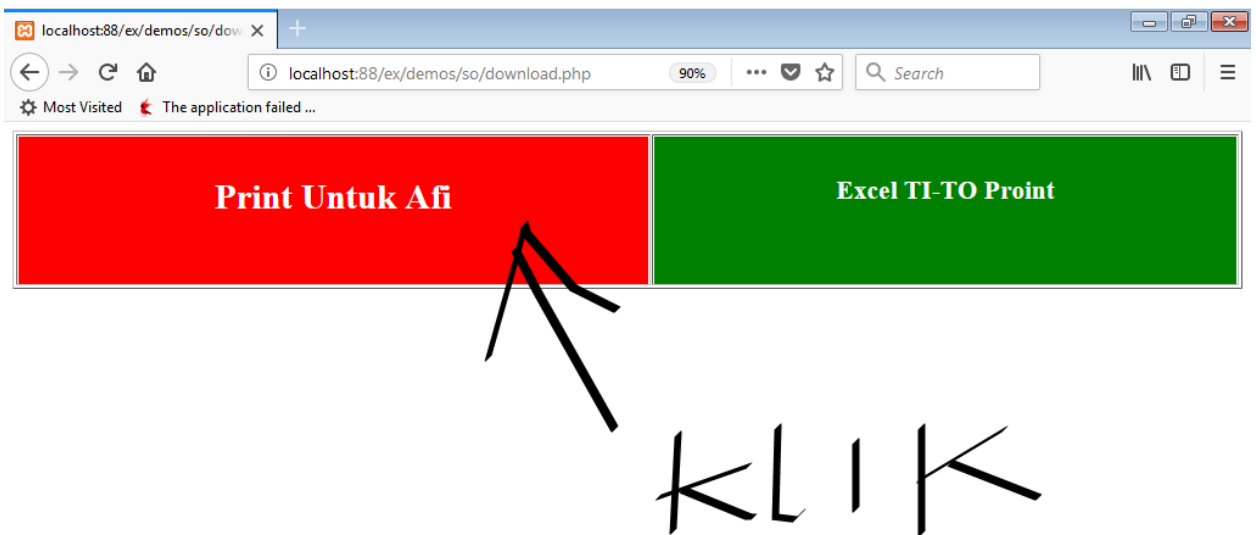 localhost:88/ex/demos/so/dow
localhost:88/ex/demos/so/download.php
90%
Search
Most Visited
The application failed ...
Print Untuk Afi
Excel TI-TO Proint
KLIK